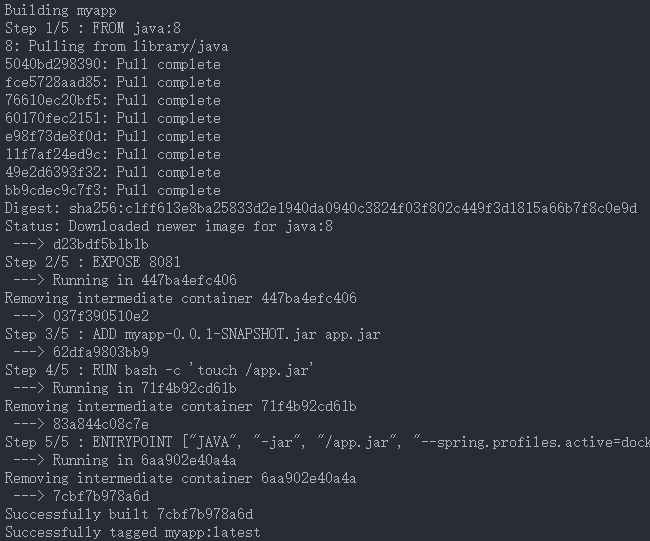 Building myapp
Step 1/5 : FROM java:8
8: Pulling from library/java
5040bd298390: Pull complete
fce5728aad85: Pull complete
76610ec20bf5: Pull complete
60170fec2151: Pull complete
e98f73de8f0d: Pull complete
11f7af24ed9c: Pull complete
49e2d6393f32: Pull complete
bb9cdec9c7f3: Pull complete
Digest: sha256:c1ff613e8ba25833d2e1940da0940c3824f03f802c449f3d1815a66b7f8c0e9d
Status: Downloaded newer image for java:8
 ---> d23bdf5b1b1b
Step 2/5 : EXPOSE 8081
 ---> Running in 447ba4efc406
Removing intermediate container 447ba4efc406
 ---> 037f390510e2
Step 3/5 : ADD myapp-0.0.1-SNAPSHOT.jar app.jar
 ---> 62dfa9803bb9
Step 4/5 : RUN bash -c 'touch /app.jar'
 ---> Running in 71f4b92cd61b
Removing intermediate container 71f4b92cd61b
 ---> 83a844c08c7e
Step 5/5 : ENTRYPOINT ["JAVA", "-jar", "/app.jar", "--spring.profiles.active=dock
 ---> Running in 6aa902e40a4a
Removing intermediate container 6aa902e40a4a
 ---> 7cbf7b978a6d
Successfully built 7cbf7b978a6d
Successfully tagged myapp:latest